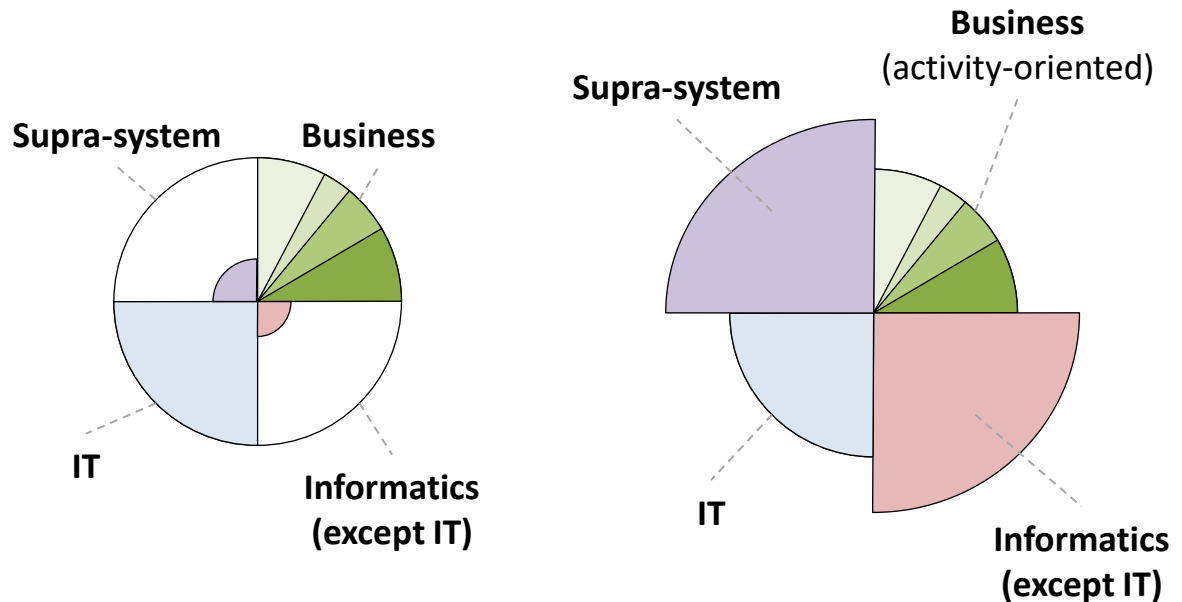 Supra-system
Business
IT
Informatics
(except IT)
Business
(activity-oriented)
Supra-system
IT
Informatics
(except IT)